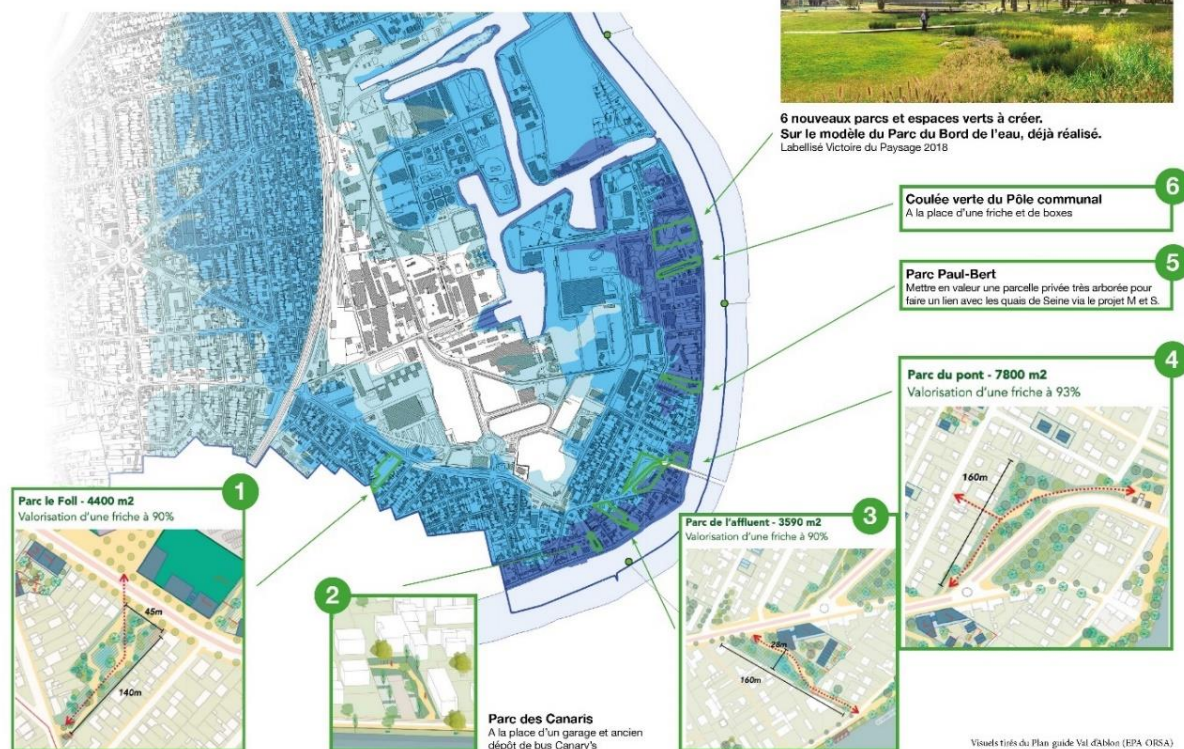 6 nouveaux parcs et espaces verts à créer.
Sur le modèle du Parc du Bord de l'eau, déjà réalisé.
Labellisé Victoire du Paysage 2018
6
Coulée verte du Pôle communal
A la place d'une friche et de boxes
5
Parc Paul-Bert
Mettre en valeur une parcelle privée très arborée pour
faire un lien avec les quais de Seine via le projet M et S.
4
Parc du pont - 7800 m2
Valorisation d'une friche à 93%
160m
1
Parc le Foll - 4400 m2
Valorisation d'une friche à 90%
45m
140m
2
Parc des Canaris
A la place d'un garage et ancien
dépôt de bus Canary's
3
Parc de l'affluent - 3590 m2
Valorisation d'une friche à 90%
25m
160m
Visuels tirés du Plan guide Val d'Ablon (EPA ORSA)